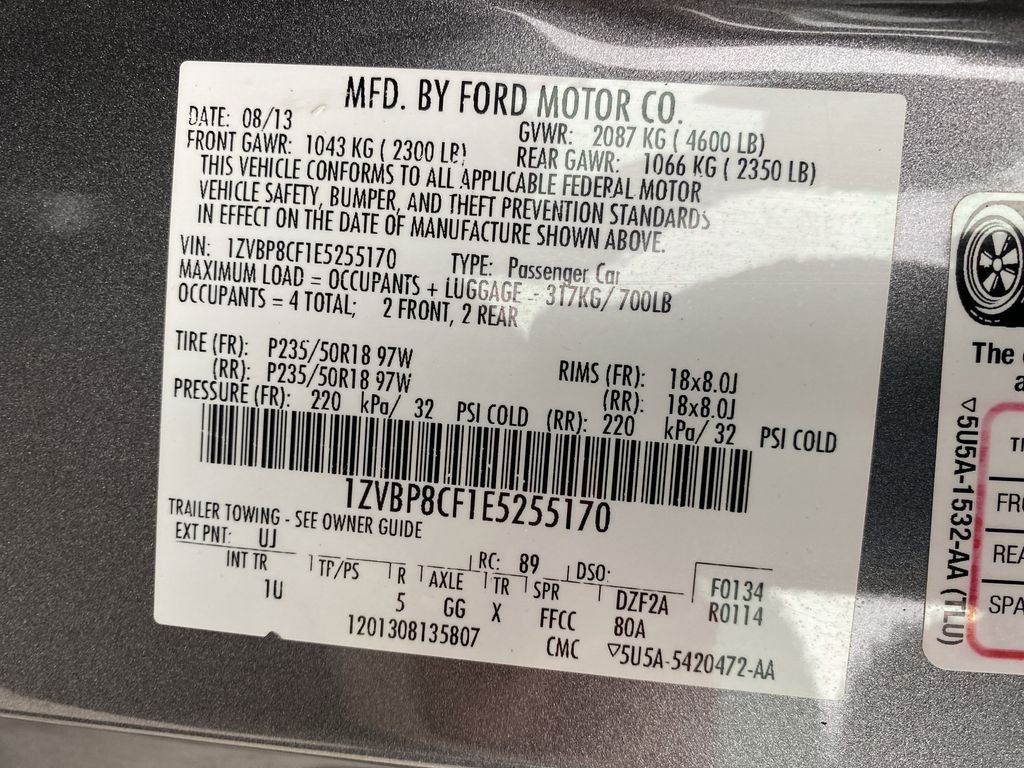 MFD. BY FORD MOTOR CO.
DATE: 08/13 GVWR: 2087 KG ( 4600 LB)
FRONT GAWR: 1043 KG ( 2300 LB) REAR GAWR: 1066 KG ( 2350 LB)
THIS VEHICLE CONFORMS TO ALL APPLICABLE FEDERAL MOTOR
VEHICLE SAFETY, BUMPER, AND THEFT PREVENTION STANDARDS
IN EFFECT ON THE DATE OF MANUFACTURE SHOWN ABOVE.
VIN: 1ZVBP8CF1E5255170 TYPE: Passenger Car
MAXIMUM LOAD = OCCUPANTS + LUGGAGE = 317KG/ 700LB
OCCUPANTS = 4 TOTAL; 2 FRONT, 2 REAR
TIRE (FR): P235/50R18 97W RIMS (FR): 18x8.0J
(RR): P235/50R18 97W (RR): 18x8.0J
PRESSURE (FR): 220 kPa/ 32 PSI COLD (RR): 220 kPa/ 32 PSI COLD
1ZVBP8CF1E5255170
TRAILER TOWING - SEE OWNER GUIDE
EXT PNT: UJ RC: 89 DSO: F0134
INT TR TP/PS R AXLE TR SPR DZF2A R0114
1U 5 GG X FFCC 80A
1201308135807 CMC ▽5U5A-5420472-AA
The
a
▽5U5A-1532-AA (TLU)
FRO
REA
SPA